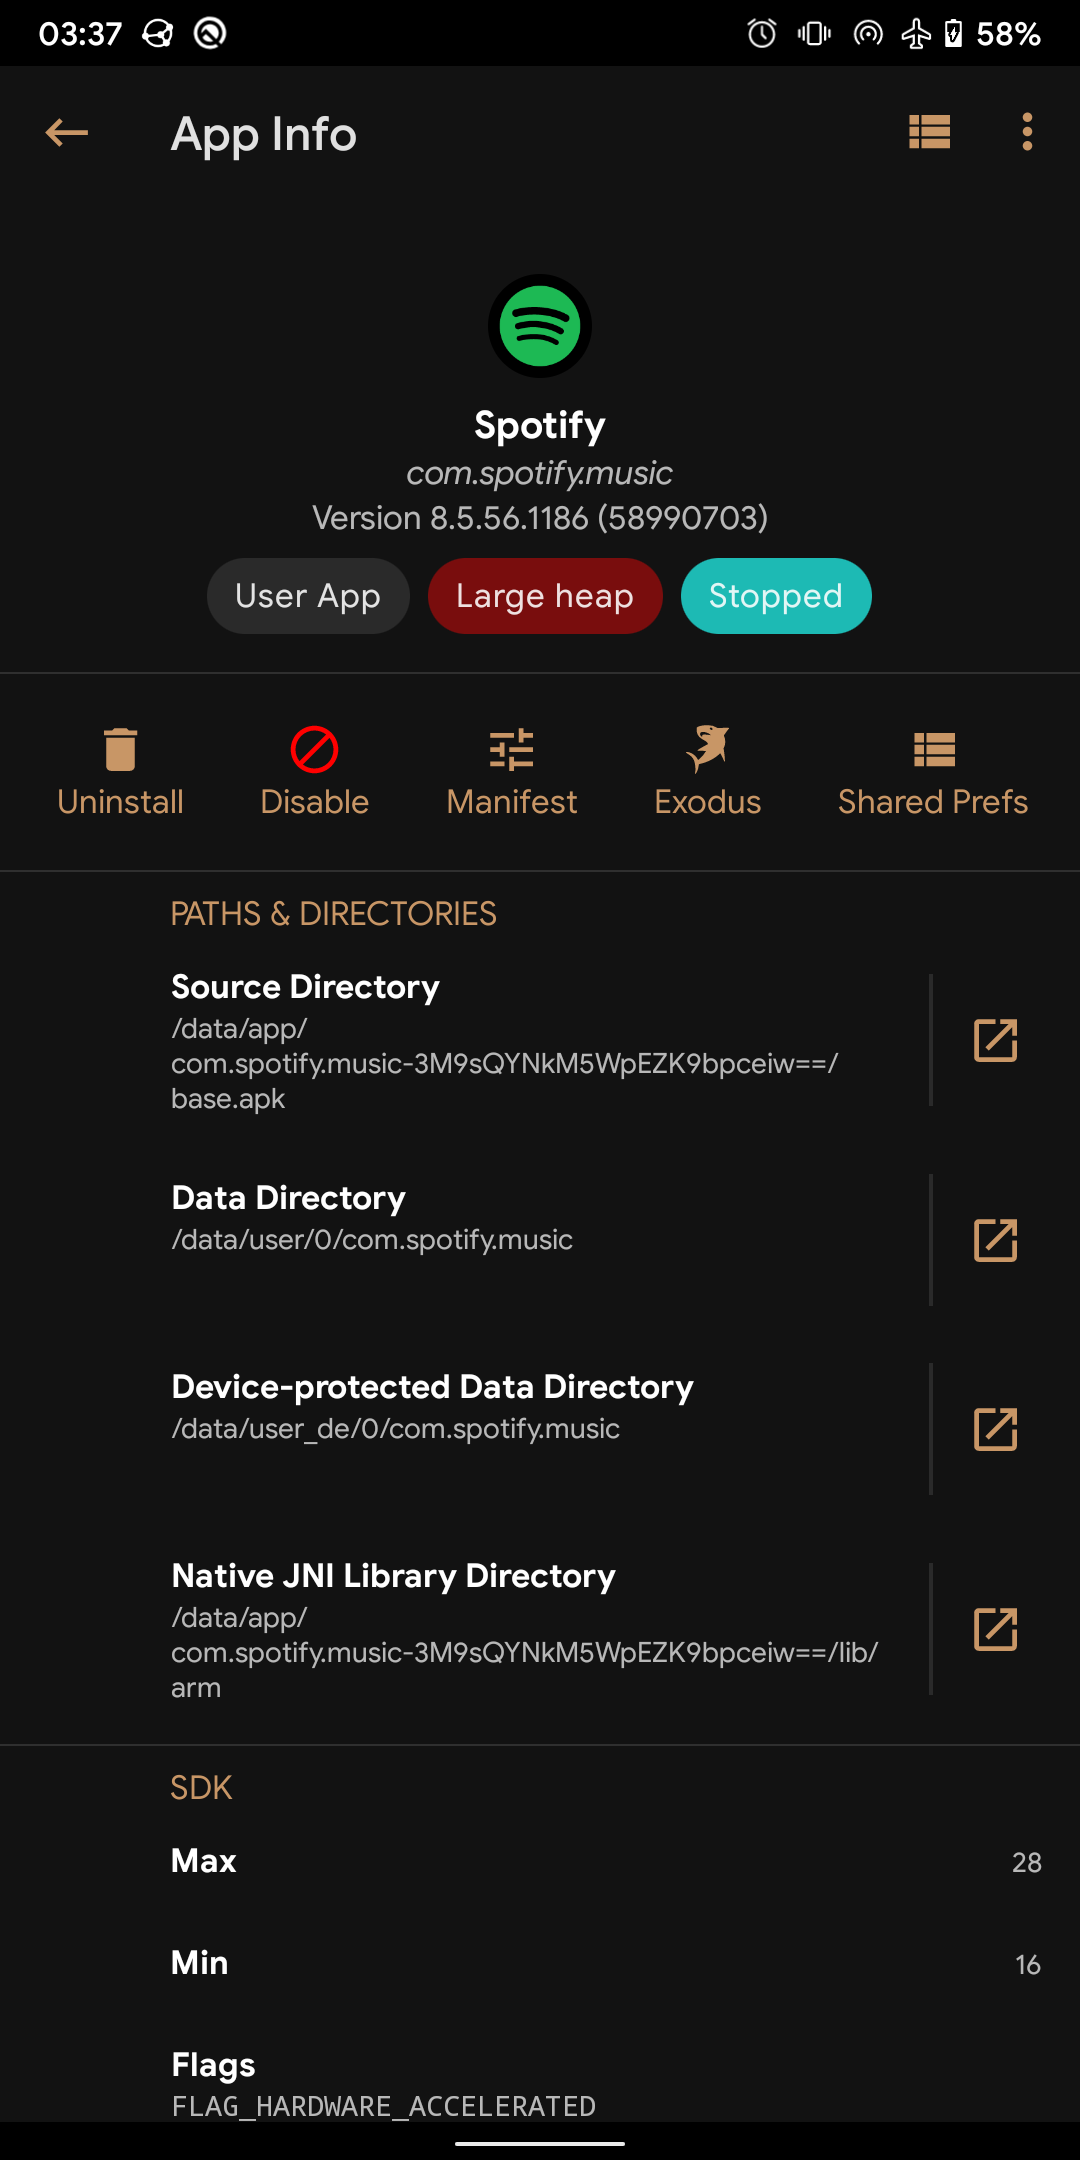 03:37 58%
App Info
Spotify
com.spotify.music
Version 8.5.56.1186 (58990703)
User App Large heap Stopped
Uninstall Disable Manifest Exodus Shared Prefs
PATHS & DIRECTORIES
Source Directory
/data/app/
com.spotify.music-3M9sQYNkM5WpEZK9bpceiw==/
base.apk
Data Directory
/data/user/0/com.spotify.music
Device-protected Data Directory
/data/user_de/0/com.spotify.music
Native JNI Library Directory
/data/app/
com.spotify.music-3M9sQYNkM5WpEZK9bpceiw==/lib/
arm
SDK
Max 28
Min 16
Flags
FLAG_HARDWARE_ACCELERATED